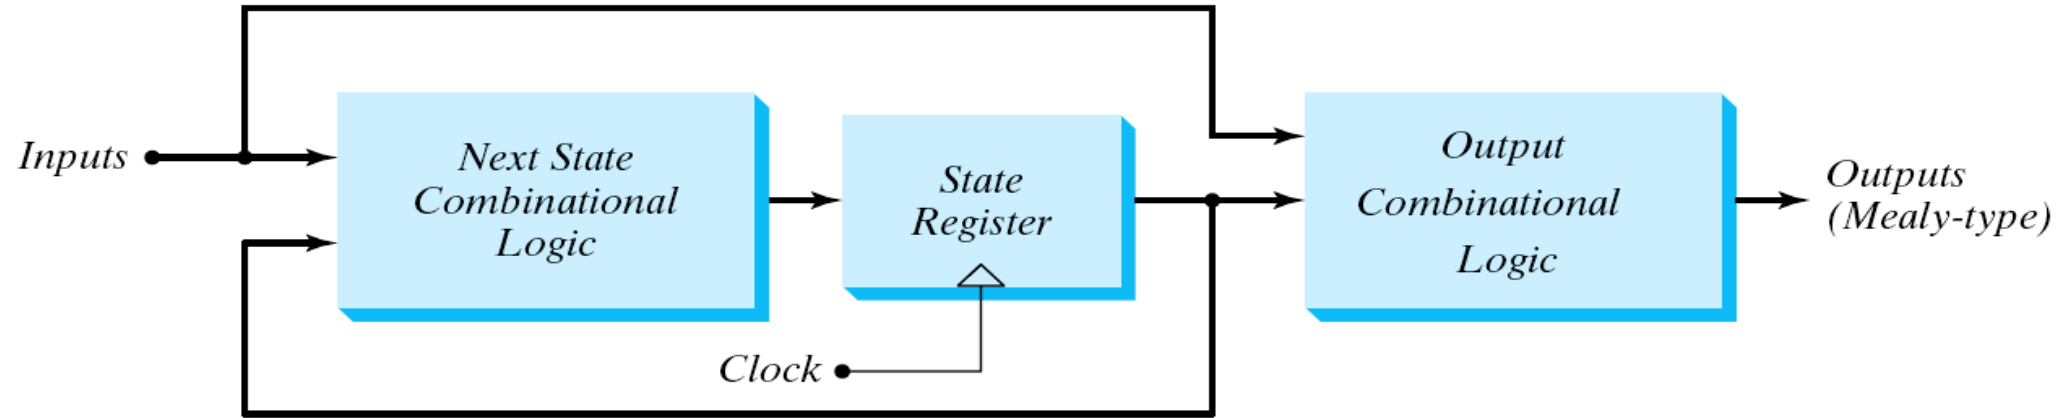 Inputs
Next State
Combinational
Logic
State
Register
Clock
Output
Combinational
Logic
Outputs
(Mealy-type)